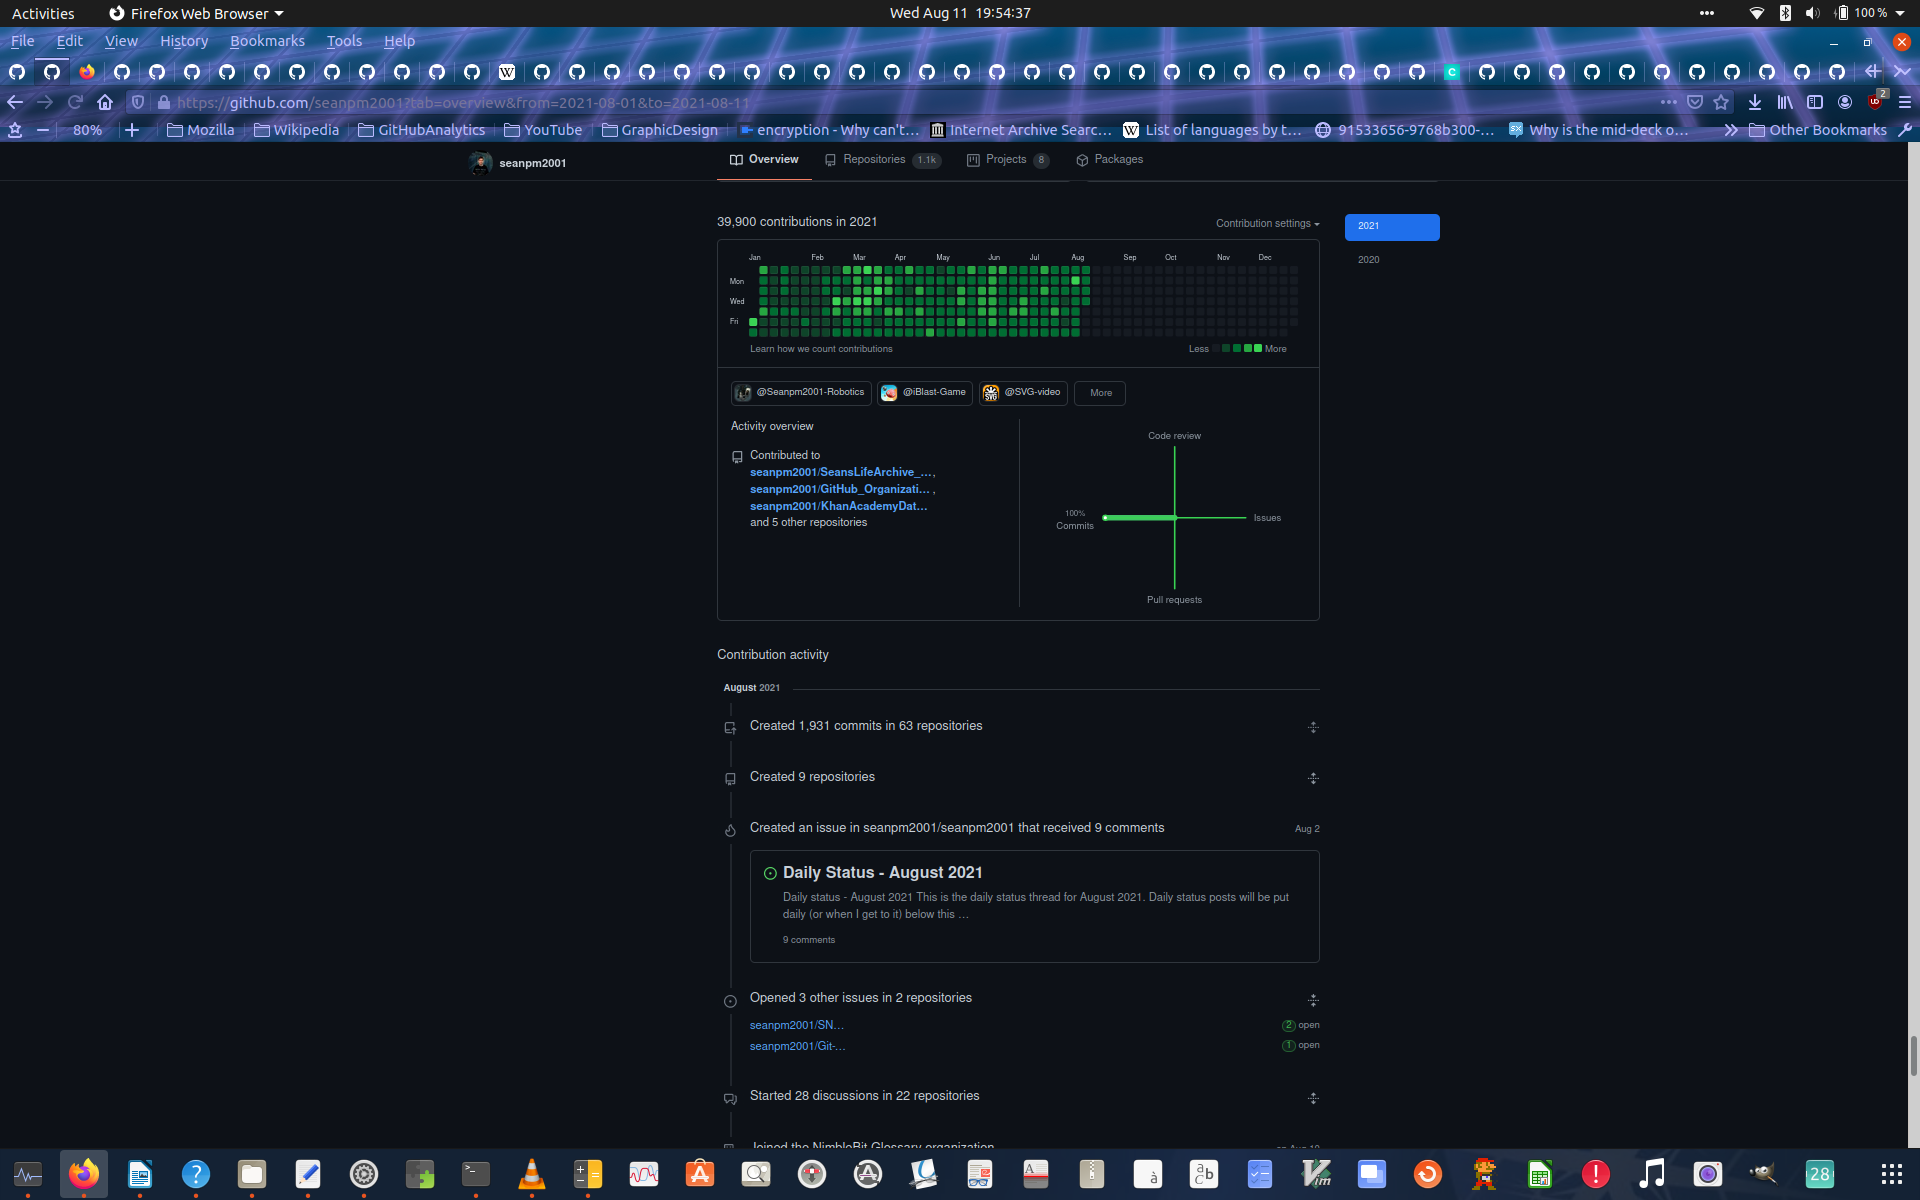 Activities
Firefox Web Browser
Wed Aug 11 19:54:37
100 %
File Edit View History Bookmarks Tools Help
https://github.com/seanpm2001?tab=overview&from=2021-08-01&to=2021-08-11
2
80%
Mozilla
Wikipedia
GitHubAnalytics
YouTube
GraphicDesign
encryption - Why can't…
Internet Archive Searc…
List of languages by t…
91533656-9768b300-…
Why is the mid-deck o…
Other Bookmarks
seanpm2001
Overview
Repositories 1.1k
Projects 8
Packages
39,900 contributions in 2021
Contribution settings
2021
2020
Jan Feb Mar Apr May Jun Jul Aug Sep Oct Nov Dec
Mon
Wed
Fri
Learn how we count contributions
Less More
@Seanpm2001-Robotics
@iBlast-Game
@SVG-video
More
Activity overview
Contributed to
seanpm2001/SeansLifeArchive_…,
seanpm2001/GitHub_Organizati… ,
seanpm2001/KhanAcademyDat…
and 5 other repositories
Code review
100%
Commits
Issues
Pull requests
Contribution activity
August 2021
Created 1,931 commits in 63 repositories
Created 9 repositories
Created an issue in seanpm2001/seanpm2001 that received 9 comments
Aug 2
Daily Status - August 2021
Daily status - August 2021 This is the daily status thread for August 2021. Daily status posts will be put
daily (or when I get to it) below this …
9 comments
Opened 3 other issues in 2 repositories
seanpm2001/SN…
2 open
seanpm2001/Git-…
1 open
Started 28 discussions in 22 repositories
Joined the NimbleBit Glossary organization
on Aug 10
28